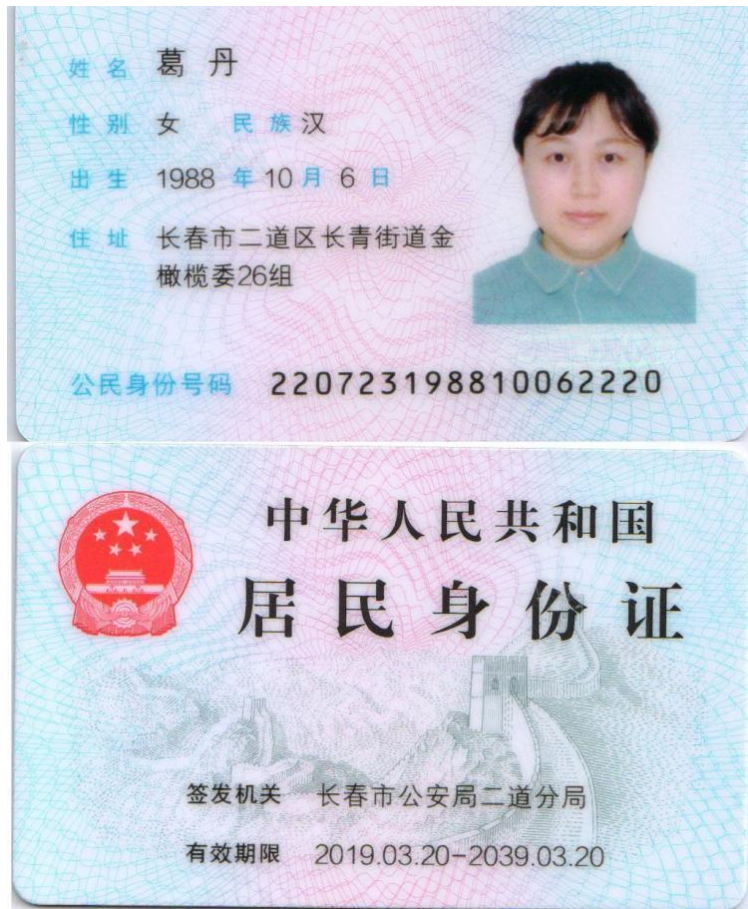 姓名 葛丹
性别 女 民族 汉
出生 1988 年 10 月 6 日
住址 长春市二道区长青街道金
橄榄委26组
公民身份号码 220723198810062220
中华人民共和国
居民身份证
签发机关 长春市公安局二道分局
有效期限 2019.03.20-2039.03.20